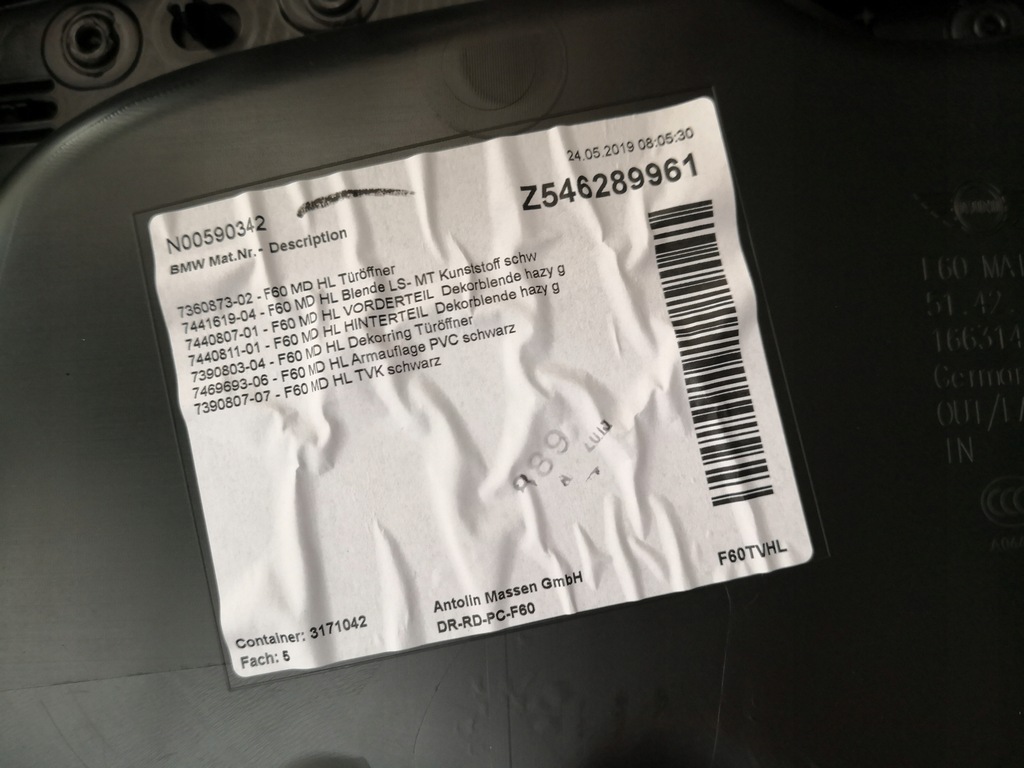 24.05.2019 08:05:30
Z546289961
N00590342
BMW Mat.Nr. - Description
7360873-02 - F60 MD HL Türöffner
7441619-04 - F60 MD HL Blende LS- MT Kunststoff schw
7440807-01 - F60 MD HL VORDERTEIL Dekorblende hazy g
7440811-01 - F60 MD HL HINTERTEIL Dekorblende hazy g
7390803-04 - F60 MD HL Dekorring Türöffner
7469693-06 - F60 MD HL Armauflage PVC schwarz
7390807-07 - F60 MD HL TVK schwarz
F60TVHL
Antolin Massen GmbH
DR-RD-PC-F60
Container: 3171042
Fach: 5
F60 MA
51.42.
166314
German
OUT/L
IN